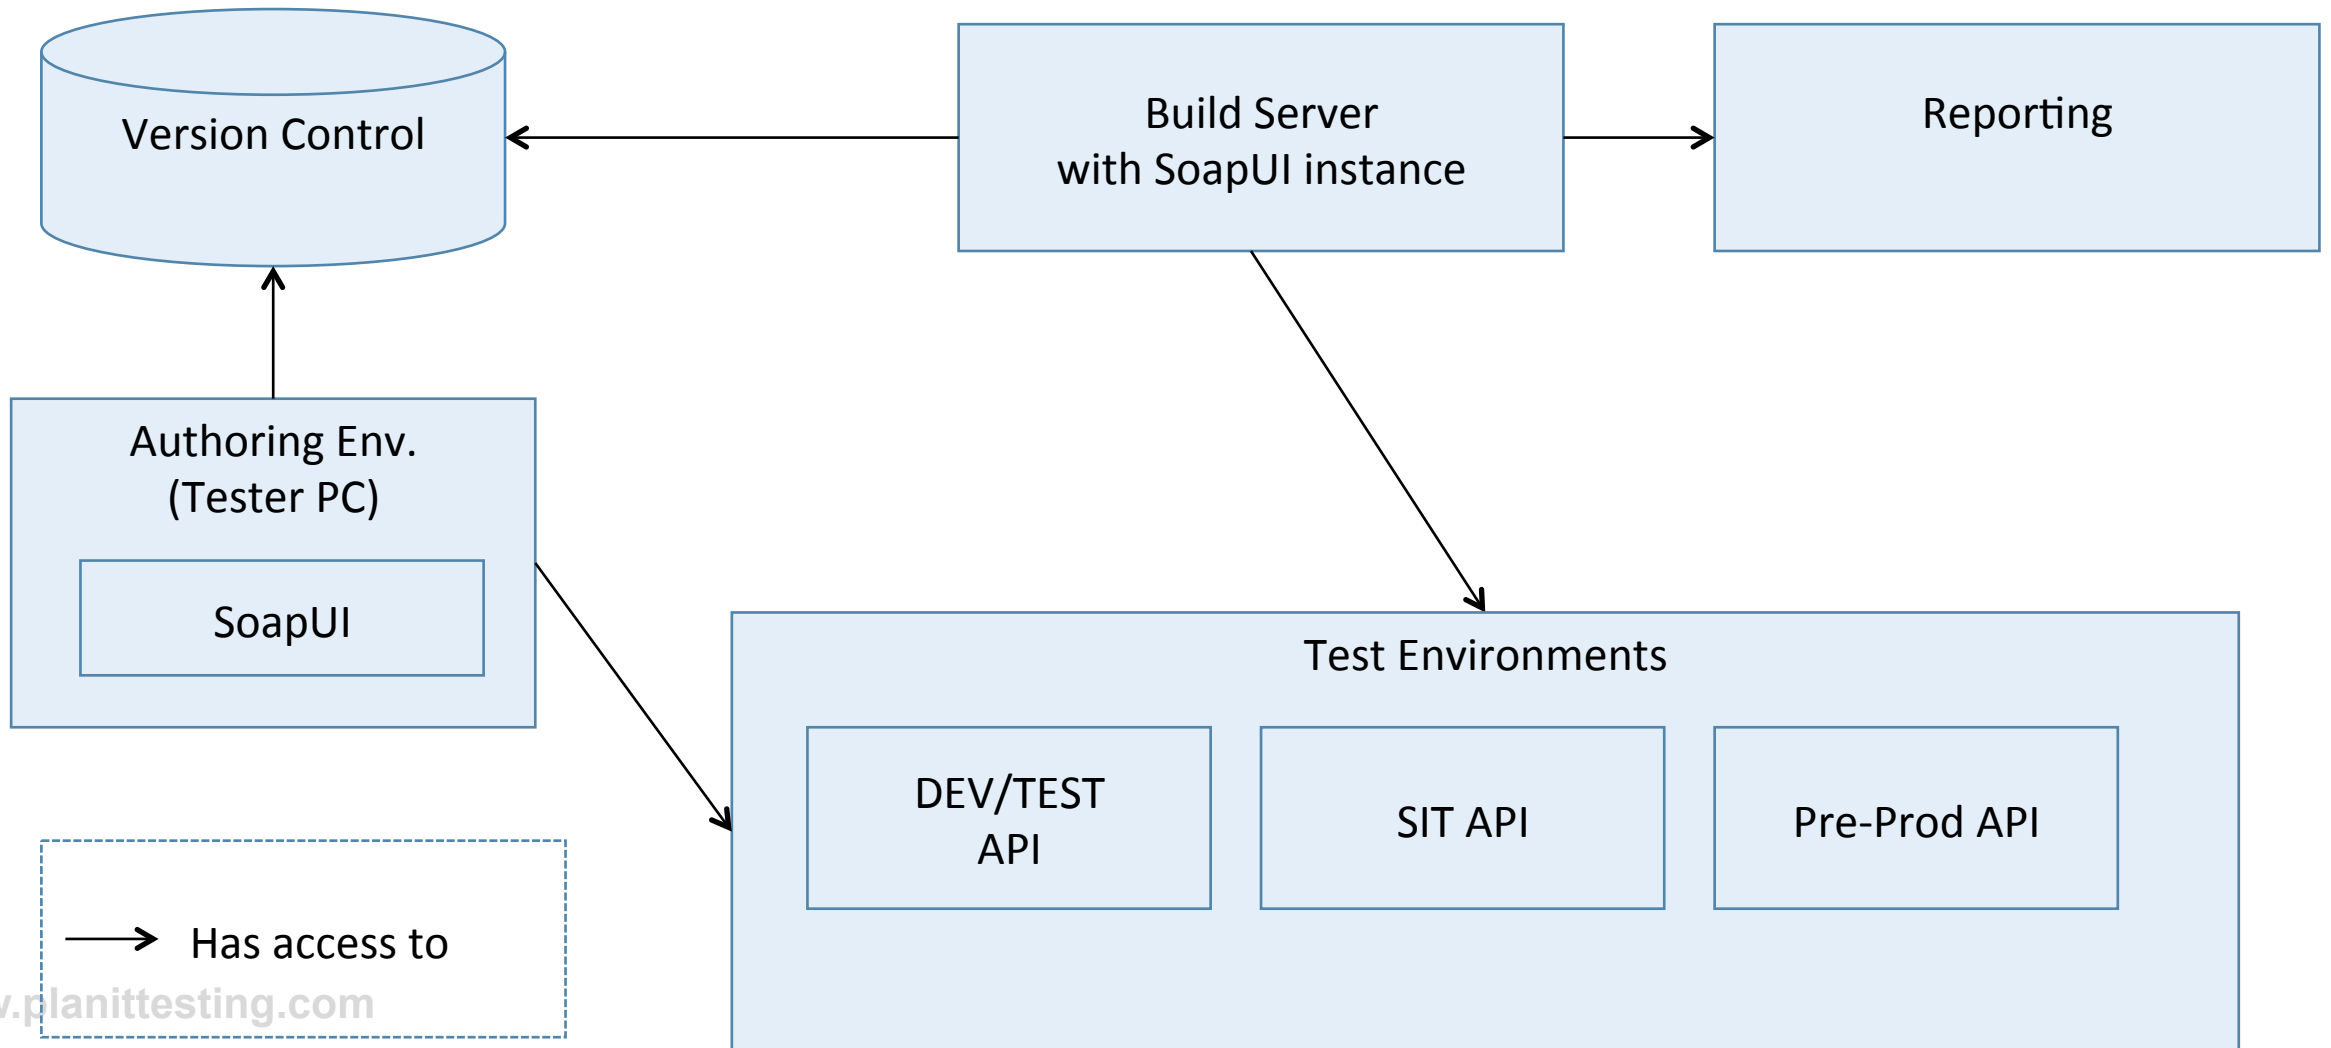 Version Control
Build Server
with SoapUI instance
Reporting
Authoring Env.
(Tester PC)
SoapUI
Test Environments
DEV/TEST
API
SIT API
Pre-Prod API
Has access to
.planittesting.com